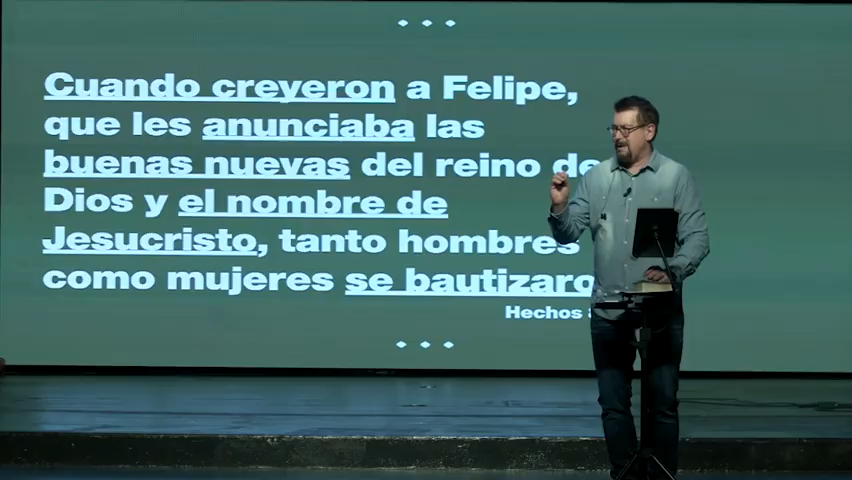 Cuando creyeron a Felipe,
que les anunciaba las
buenas nuevas del reino de
Dios y el nombre de
Jesucristo, tanto hombres
como mujeres se bautizaro
Hechos